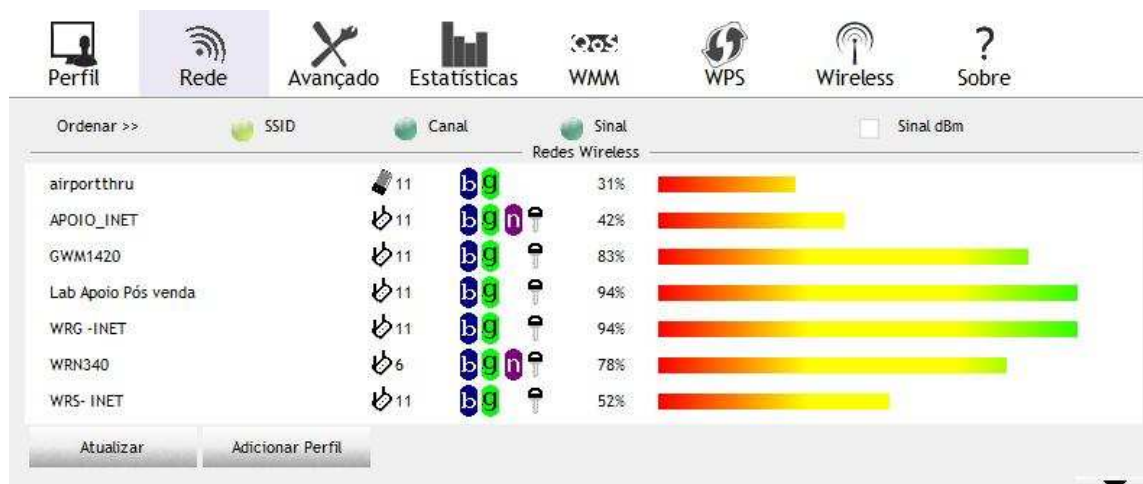 Perfil Rede Avançado Estatísticas QoS WMM WPS Wireless ? Sobre
Ordenar >> SSID Canal Sinal Sinal dBm
Redes Wireless
airportthru 11 b g 31%
APOIO_INET 11 b g n 42%
GWM1420 11 b g 83%
Lab Apoio Pós venda 11 b g 94%
WRG -INET 11 b g 94%
WRN340 6 b g n 78%
WRS- INET 11 b g 52%
Atualizar Adicionar Perfil